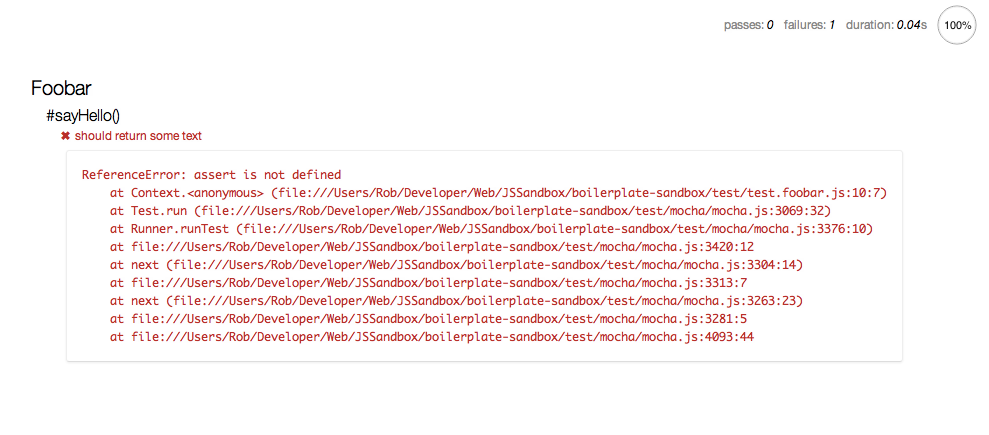 passes: 0 failures: 1 duration: 0.04s 100%
Foobar
#sayHello()
✖ should return some text
ReferenceError: assert is not defined
at Context.<anonymous> (file:///Users/Rob/Developer/Web/JSSandbox/boilerplate-sandbox/test/test.foobar.js:10:7)
at Test.run (file:///Users/Rob/Developer/Web/JSSandbox/boilerplate-sandbox/test/mocha/mocha.js:3069:32)
at Runner.runTest (file:///Users/Rob/Developer/Web/JSSandbox/boilerplate-sandbox/test/mocha/mocha.js:3376:10)
at file:///Users/Rob/Developer/Web/JSSandbox/boilerplate-sandbox/test/mocha/mocha.js:3420:12
at next (file:///Users/Rob/Developer/Web/JSSandbox/boilerplate-sandbox/test/mocha/mocha.js:3304:14)
at file:///Users/Rob/Developer/Web/JSSandbox/boilerplate-sandbox/test/mocha/mocha.js:3313:7
at next (file:///Users/Rob/Developer/Web/JSSandbox/boilerplate-sandbox/test/mocha/mocha.js:3263:23)
at file:///Users/Rob/Developer/Web/JSSandbox/boilerplate-sandbox/test/mocha/mocha.js:3281:5
at file:///Users/Rob/Developer/Web/JSSandbox/boilerplate-sandbox/test/mocha/mocha.js:4093:44